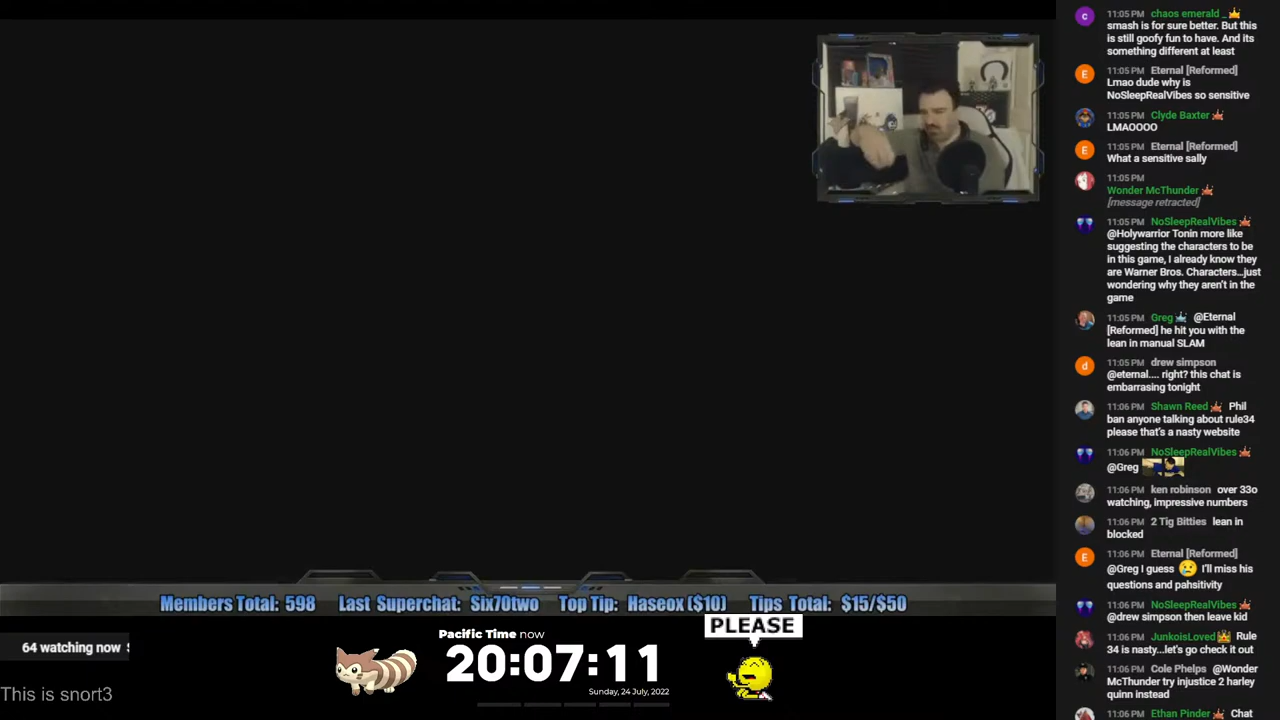 11:05 PM chaos emerald _
smash is for sure better. But this
is still goofy fun to have. And its
something different at least
11:05 PM Eternal [Reformed]
Lmao dude why is
NoSleepRealVibes so sensitive
11:05 PM Clyde Baxter
LMAOOOO
11:05 PM Eternal [Reformed]
What a sensitive sally
11:05 PM
Wonder McThunder
[message retracted]
11:05 PM NoSleepRealVibes
@Holywarrior Tonin more like
suggesting the characters to be
in this game, I already know they
are Warner Bros. Characters...just
wondering why they aren't in the
game
11:05 PM Greg @Eternal
[Reformed] he hit you with the
lean in manual SLAM
11:05 PM drew simpson
@eternal.... right? this chat is
embarrasing tonight
11:06 PM Shawn Reed Phil
ban anyone talking about rule34
please that's a nasty website
11:06 PM NoSleepRealVibes
@Greg
11:06 PM ken robinson over 33o
watching, impressive numbers
11:06 PM 2 Tig Bitties lean in
blocked
11:06 PM Eternal [Reformed]
@Greg I guess 😢 I'll miss his
questions and pahsitivity
11:06 PM NoSleepRealVibes
@drew simpson then leave kid
11:06 PM JunkoisLoved Rule
34 is nasty...let's go check it out
11:06 PM Cole Phelps @Wonder
McThunder try injustice 2 harley
quinn instead
11:06 PM Ethan Pinder Chat
Members Total: 598 Last Superchat: Six70two Top Tip: Haseox ($10) Tips Total: $15/$50
64 watching now
Pacific Time now
20:07:11
Sunday, 24 July, 2022
PLEASE
This is snort3